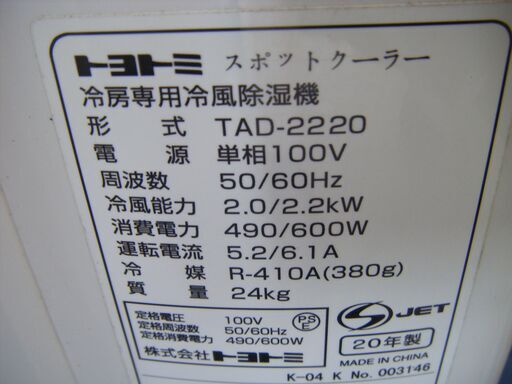 トヨトミ スポットクーラー
冷房専用冷風除湿機
形 式 TAD-2220
電 源 単相100V
周波数 50/60Hz
冷風能力 2.0/2.2kW
消費電力 490/600W
運転電流 5.2/6.1A
冷 媒 R-410A(380g)
質 量 24kg
定格電圧 100V
定格周波数 50/60Hz
定格消費電力 490/600W
PSE
株式会社トヨトミ
S JET
20年製
MADE IN CHINA
K-04 K No. 003146